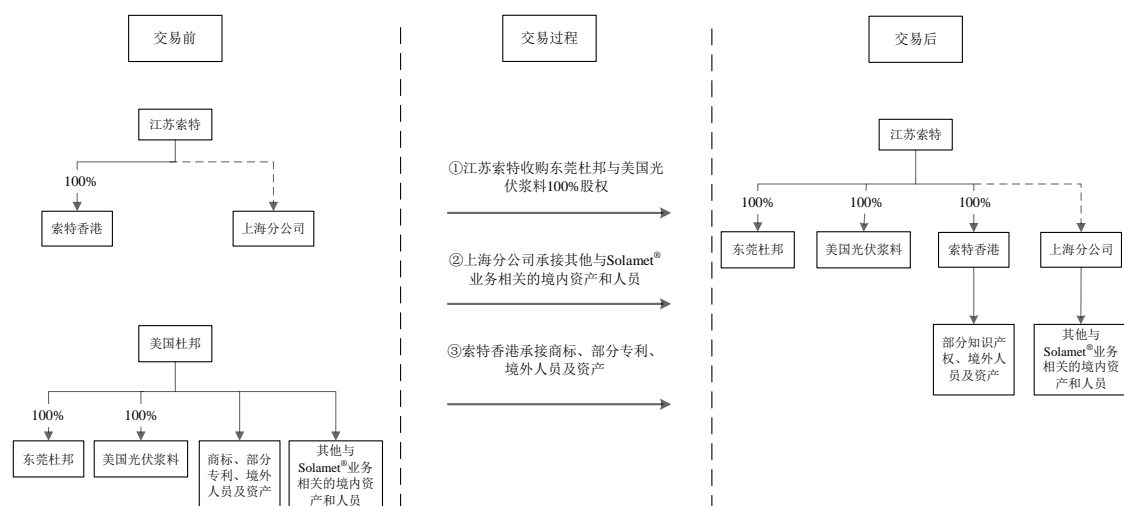 交易前
江苏索特
100%
索特香港
上海分公司
美国杜邦
100%
100%
东莞杜邦
美国光伏浆料
商标、部分
专利、境外
人员及资产
其他与
Solamet®业务
相关的境内资
产和人员
交易过程
①江苏索特收购东莞杜邦与美国光
伏浆料100%股权
②上海分公司承接其他与Solamet®
业务相关的境内资产和人员
③索特香港承接商标、部分专利、
境外人员及资产
交易后
江苏索特
100%
100%
100%
东莞杜邦
美国光伏浆料
索特香港
上海分公司
部分知识产
权、境外人
员及资产
其他与
Solamet®业务
相关的境内资
产和人员